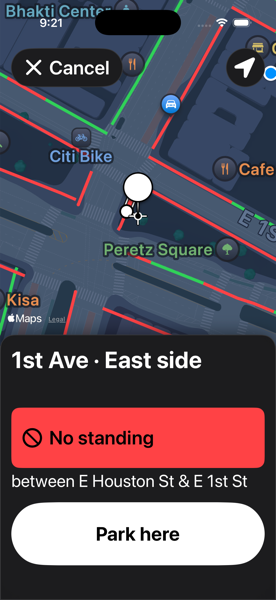 Bhakti Center
9:21
Cancel
Citi Bike
Cafe
E 1S
Peretz Square
Kisa
Maps Legal
1st Ave · East side
No standing
between E Houston St & E 1st St
Park here